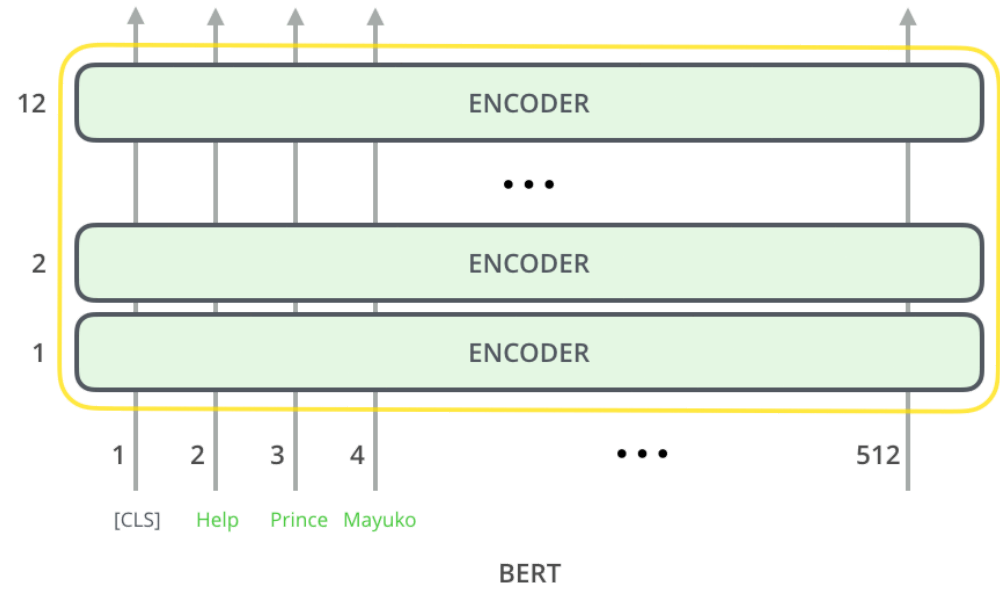 12 ENCODER
...
2 ENCODER
1 ENCODER
1 2 3 4 ... 512
[CLS] Help Prince Mayuko
BERT